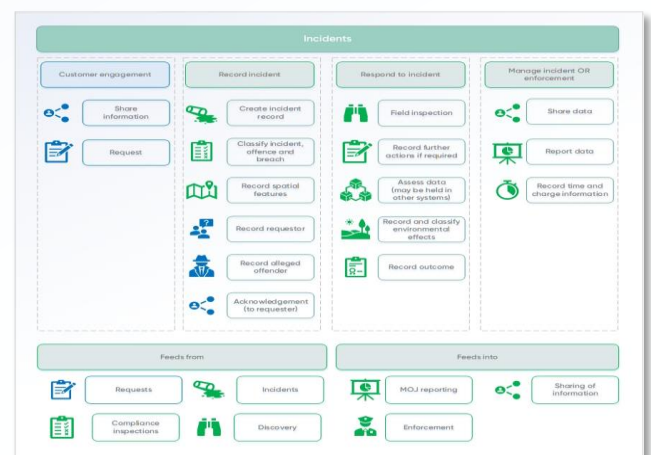 Incidents
Customer engagement
Share
information
Request
Record incident
Create incident
record
Classify incident,
offence and
breach
Record spatial
features
Record requestor
Record alleged
offender
Acknowledgement
(to requester)
Respond to incident
Field inspection
Record further
actions if required
Assess data
(may be held in
other systems)
Record and classify
environmental
effects
Record outcome
Manage incident OR
enforcement
Share data
Report data
Record time and
charge information
Feeds from
Requests
Incidents
Compliance
inspections
Discovery
Feeds into
MOJ reporting
Sharing of
information
Enforcement